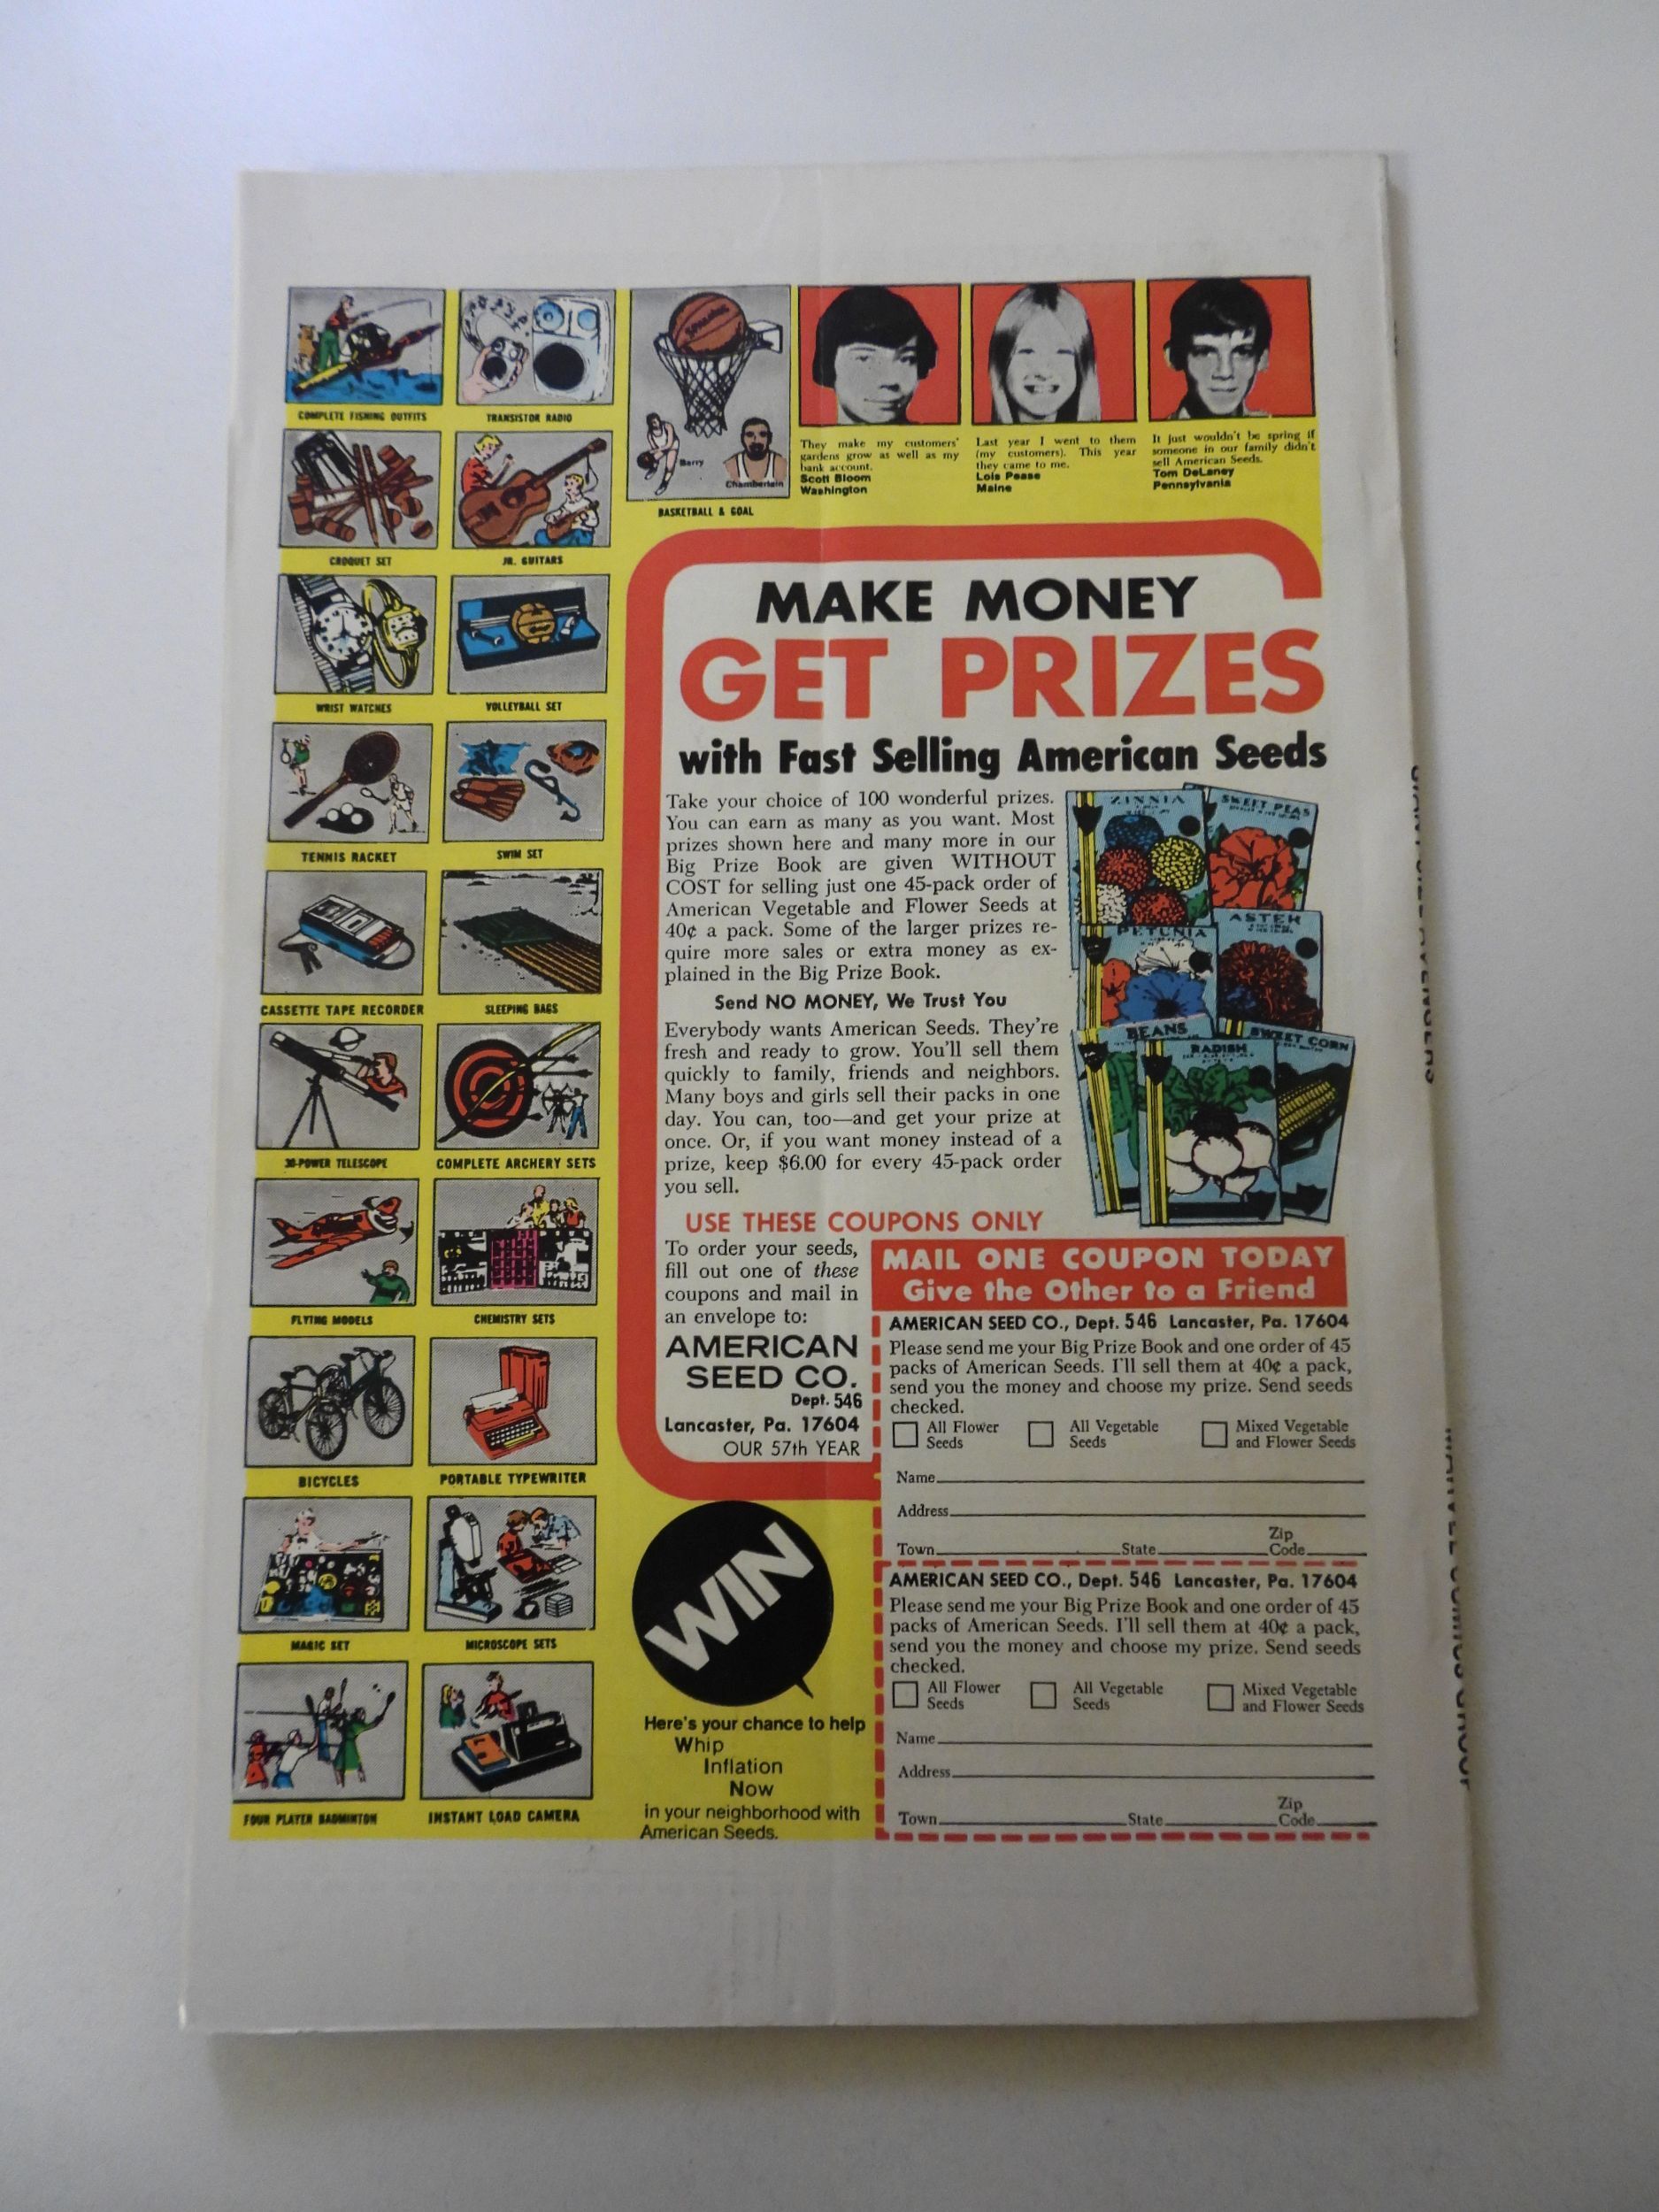 COMPLETE FISHING OUTFITS
TRANSISTOR RADIO
CROQUET SET
JR. GUITARS
WRIST WATCHES
VOLLEYBALL SET
TENNIS RACKET
SWIM SET
CASSETTE TAPE RECORDER
SLEEPING BAGS
30-POWER TELESCOPE
COMPLETE ARCHERY SETS
FLYING MODELS
CHEMISTRY SETS
BICYCLES
PORTABLE TYPEWRITER
MAGIC SET
MICROSCOPE SETS
FOUR PLAYER BADMINTON
INSTANT LOAD CAMERA
Spalding
Barry
Chamberlain
BASKETBALL & GOAL
They make my customers'
gardens grow as well as my
bank account.
Scott Bloom
Washington
Last year I went to them
(my customers). This year
they came to me.
Lois Pease
Maine
It just wouldn't be spring if
someone in our family didn't
sell American Seeds.
Tom DeLaney
Pennsylvania
MAKE MONEY
GET PRIZES
with Fast Selling American Seeds
Take your choice of 100 wonderful prizes.
You can earn as many as you want. Most
prizes shown here and many more in our
Big Prize Book are given WITHOUT
COST for selling just one 45-pack order of
American Vegetable and Flower Seeds at
40¢ a pack. Some of the larger prizes re-
quire more sales or extra money as ex-
plained in the Big Prize Book.
Send NO MONEY, We Trust You
Everybody wants American Seeds. They're
fresh and ready to grow. You'll sell them
quickly to family, friends and neighbors.
Many boys and girls sell their packs in one
day. You can, too—and get your prize at
once. Or, if you want money instead of a
prize, keep $6.00 for every 45-pack order
you sell.
ZINNIA
SWEET PEAS
PETUNIA
ASTER
BEANS
RADISH
SWEET CORN
USE THESE COUPONS ONLY
To order your seeds,
fill out one of these
coupons and mail in
an envelope to:
AMERICAN
SEED CO.
Dept. 546
Lancaster, Pa. 17604
OUR 57th YEAR
MAIL ONE COUPON TODAY
Give the Other to a Friend
AMERICAN SEED CO., Dept. 546 Lancaster, Pa. 17604
Please send me your Big Prize Book and one order of 45
packs of American Seeds. I'll sell them at 40¢ a pack,
send you the money and choose my prize. Send seeds
checked.
All Flower Seeds
All Vegetable Seeds
Mixed Vegetable and Flower Seeds
Name
Address
Town State Zip Code
AMERICAN SEED CO., Dept. 546 Lancaster, Pa. 17604
Please send me your Big Prize Book and one order of 45
packs of American Seeds. I'll sell them at 40¢ a pack,
send you the money and choose my prize. Send seeds
checked.
All Flower Seeds
All Vegetable Seeds
Mixed Vegetable and Flower Seeds
Name
Address
Town State Zip Code
WIN
Here's your chance to help
Whip
Inflation
Now
in your neighborhood with
American Seeds.